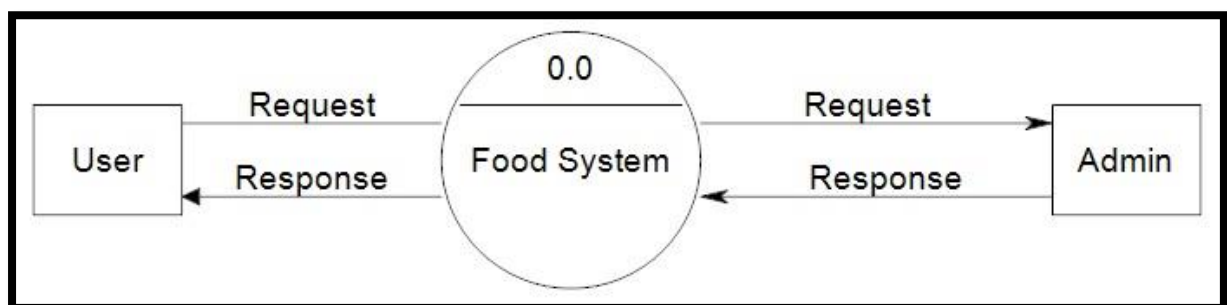 0.0
Request
Request
User
Food System
Admin
Response
Response